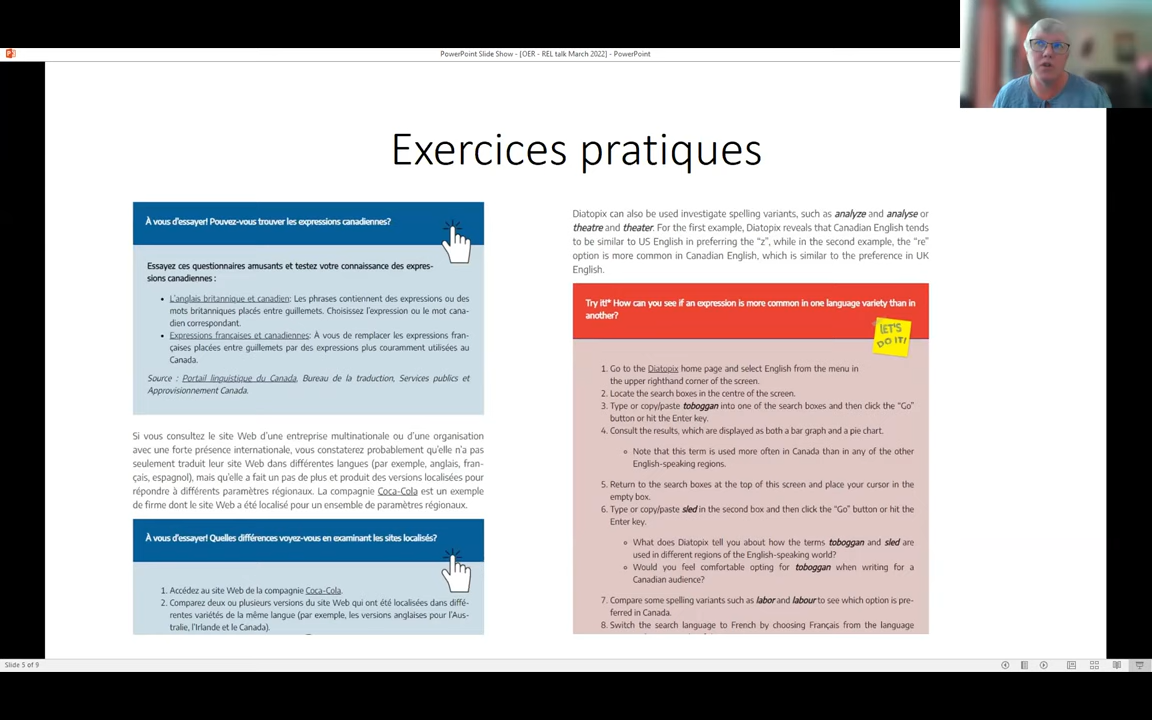 PowerPoint Slide Show - [OER - REL talk March 2022] - PowerPoint
Exercices pratiques
À vous d'essayer! Pouvez-vous trouver les expressions canadiennes?
Essayez ces questionnaires amusants et testez votre connaissance des expres-
sions canadiennes :
• L'anglais britannique et canadien: Les phrases contiennent des expressions ou des
mots britanniques placés entre guillemets. Choisissez l'expression ou le mot cana-
dien correspondant.
• Expressions françaises et canadiennes: À vous de remplacer les expressions fran-
çaises placées entre guillemets par des expressions plus couramment utilisées au
Canada.
Source : Portail linguistique du Canada, Bureau de la traduction, Services publics et
Approvisionnement Canada.
Si vous consultez le site Web d'une entreprise multinationale ou d'une organisation
avec une forte présence internationale, vous constaterez probablement qu'elle n'a pas
seulement traduit leur site Web dans différentes langues (par exemple, anglais, fran-
çais, espagnol), mais qu'elle a fait un pas de plus et produit des versions localisées pour
répondre à différents paramètres régionaux. La compagnie Coca-Cola est un exemple
de firme dont le site Web a été localisé pour un ensemble de paramètres régionaux.
À vous d'essayer! Quelles différences voyez-vous en examinant les sites localisés?
1. Accédez au site Web de la compagnie Coca-Cola.
2. Comparez deux ou plusieurs versions du site Web qui ont été localisées dans diffé-
rentes variétés de la même langue (par exemple, les versions anglaises pour l'Aus-
tralie, l'Irlande et le Canada).
Diatopix can also be used investigate spelling variants, such as analyze and analyse or
theatre and theater. For the first example, Diatopix reveals that Canadian English tends
to be similar to US English in preferring the "z", while in the second example, the "re"
option is more common in Canadian English, which is similar to the preference in UK
English.
Try it!* How can you see if an expression is more common in one language variety than in
another?
LET'S
DO IT!
1. Go to the Diatopix home page and select English from the menu in
the upper righthand corner of the screen.
2. Locate the search boxes in the centre of the screen.
3. Type or copy/paste toboggan into one of the search boxes and then click the "Go"
button or hit the Enter key.
4. Consult the results, which are displayed as both a bar graph and a pie chart.
◦ Note that this term is used more often in Canada than in any of the other
English-speaking regions.
5. Return to the search boxes at the top of this screen and place your cursor in the
empty box.
6. Type or copy/paste sled in the second box and then click the "Go" button or hit the
Enter key.
◦ What does Diatopix tell you about how the terms toboggan and sled are
used in different regions of the English-speaking world?
◦ Would you feel comfortable opting for toboggan when writing for a
Canadian audience?
7. Compare some spelling variants such as labor and labour to see which option is pre-
ferred in Canada.
8. Switch the search language to French by choosing Français from the language
Slide 5 of 9